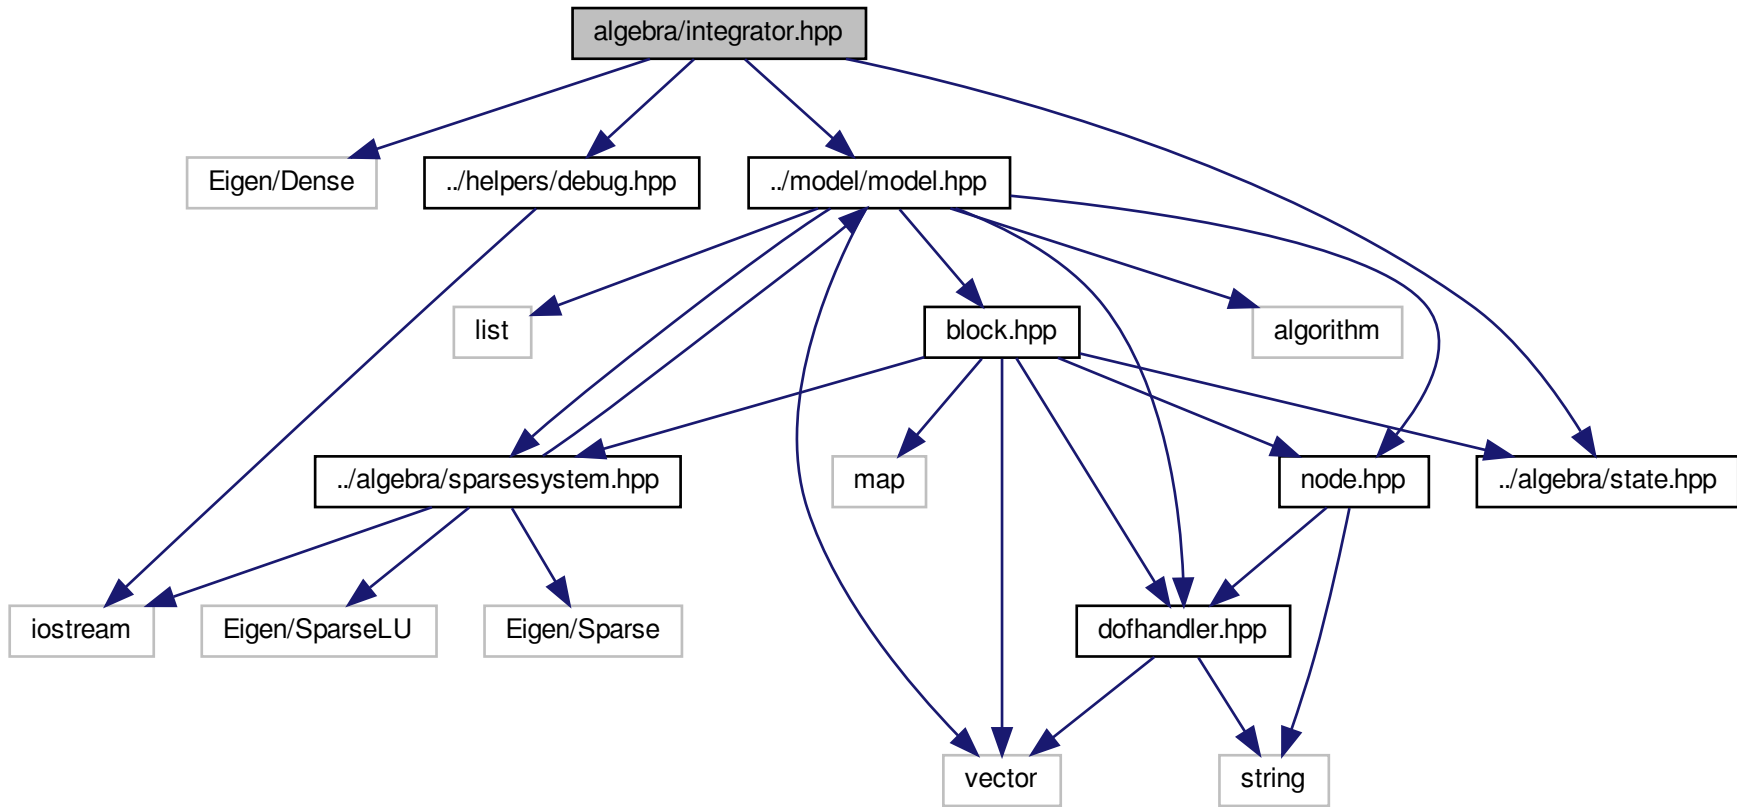 algebra/integrator.hpp
Eigen/Dense
../helpers/debug.hpp
../model/model.hpp
list
block.hpp
algorithm
../algebra/sparsesystem.hpp
map
node.hpp
../algebra/state.hpp
iostream
Eigen/SparseLU
Eigen/Sparse
dofhandler.hpp
vector
string